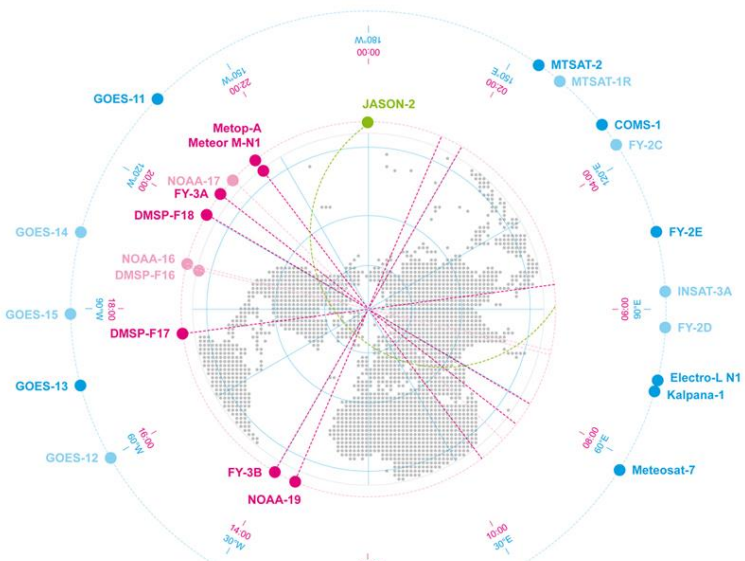 180°W
00:00
150°W
22:00
150°E
02:00
MTSAT-2
MTSAT-1R
GOES-11
JASON-2
COMS-1
FY-2C
Metop-A
Meteor M-N1
120°W
20:00
NOAA-17
FY-3A
120°E
04:00
DMSP-F18
GOES-14
FY-2E
NOAA-16
DMSP-F16
INSAT-3A
GOES-15
90°W
18:00
06:00
90°E
DMSP-F17
FY-2D
GOES-13
Electro-L N1
Kalpana-1
16:00
60°W
08:00
60°E
GOES-12
FY-3B
NOAA-19
Meteosat-7
14:00
30°W
10:00
30°E